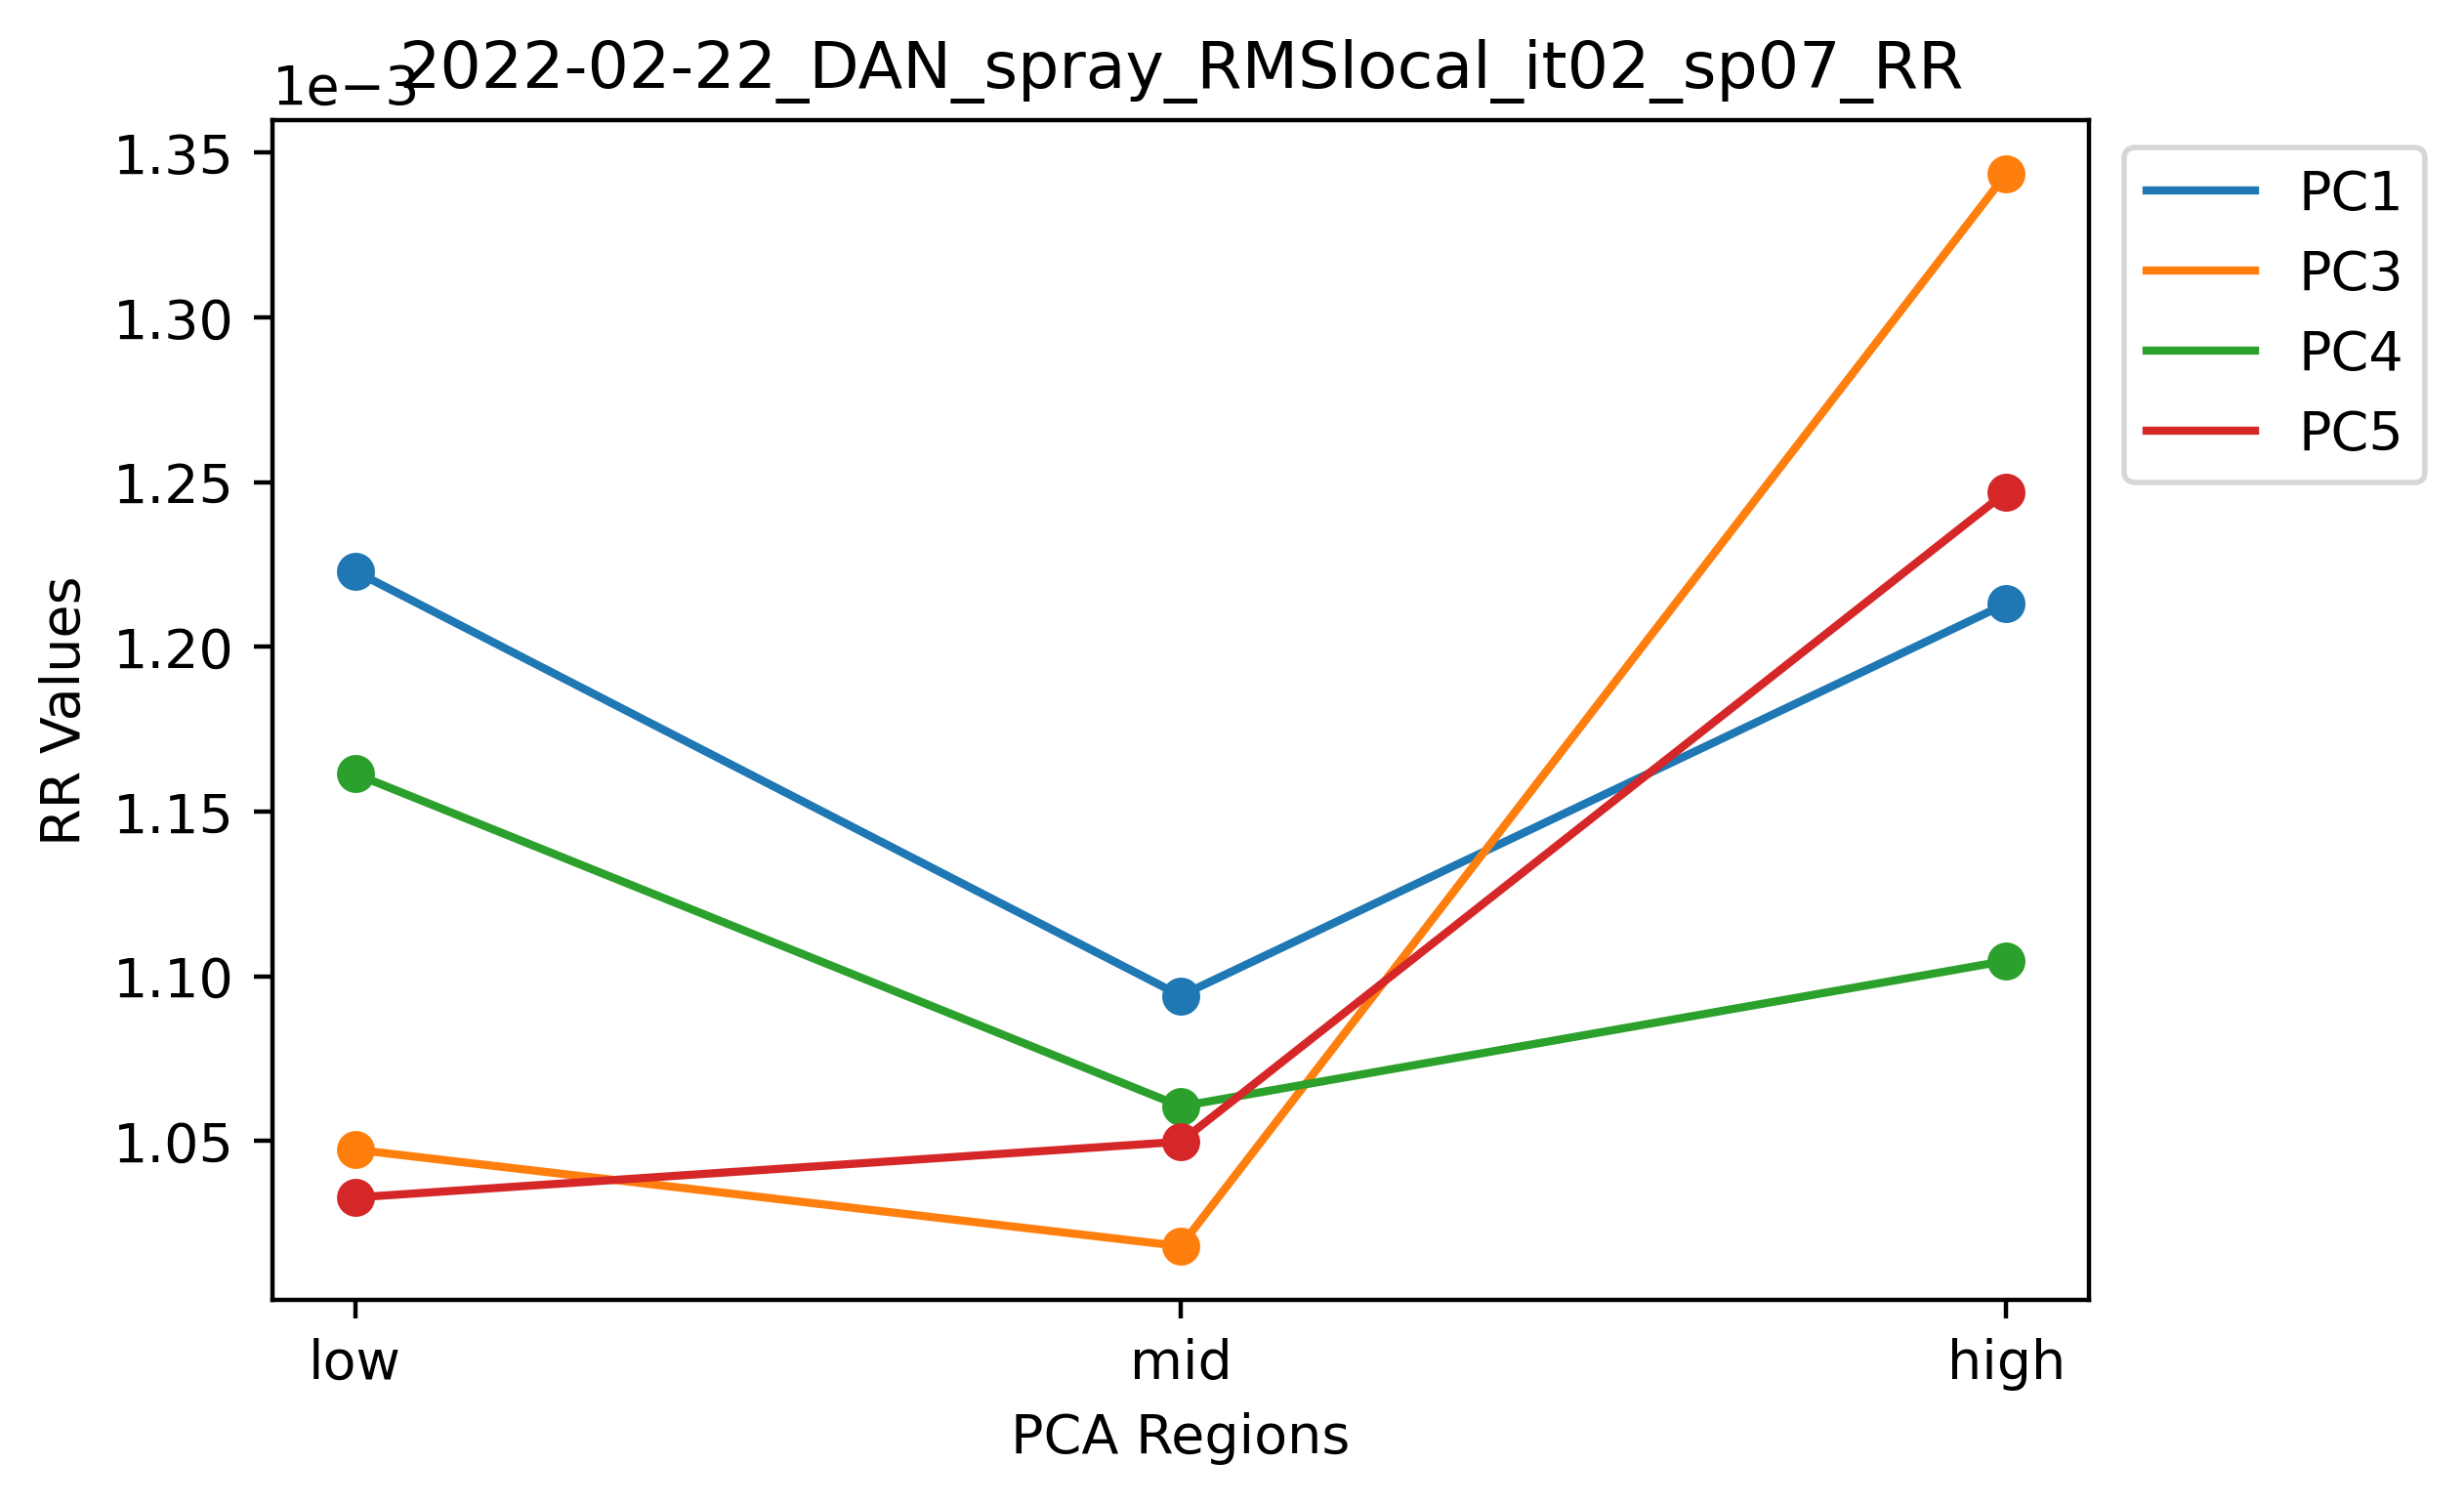 2022-02-22_DAN_spray_RMSlocal_it02_sp07_RR
1e−3
1.35
1.30
1.25
1.20
1.15
1.10
1.05
RR Values
low
mid
high
PCA Regions
PC1
PC3
PC4
PC5